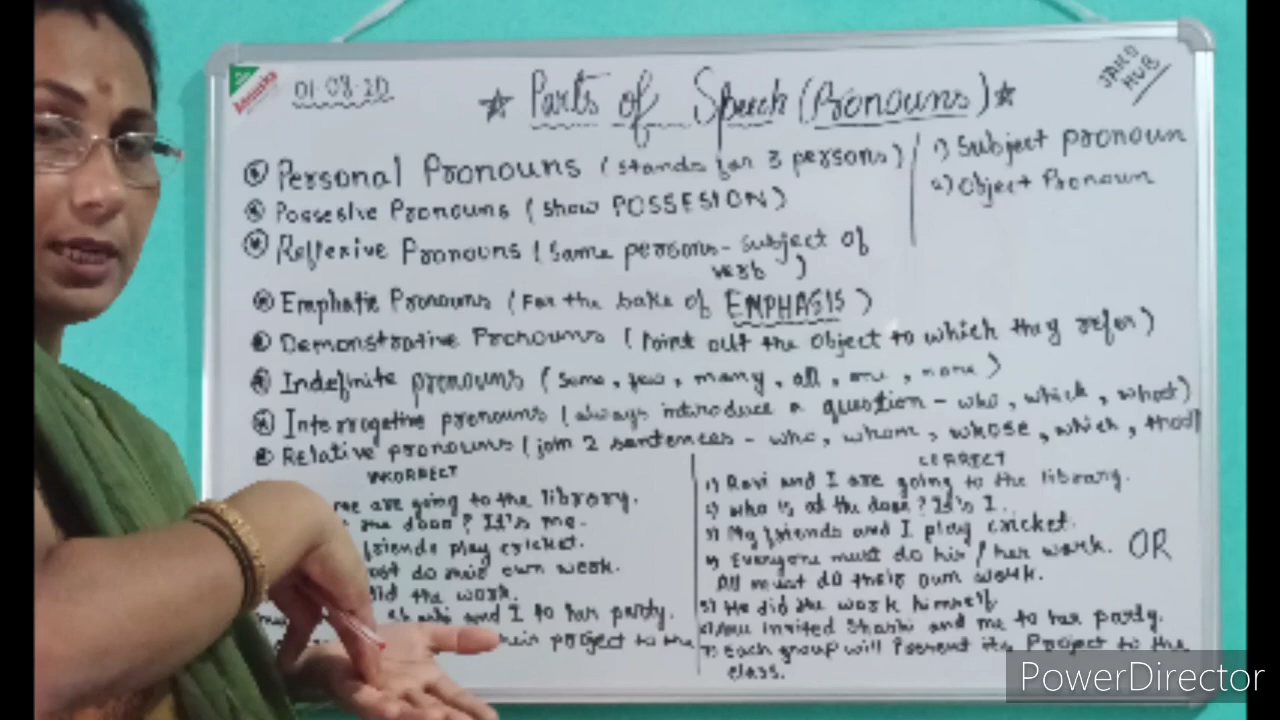 01-08-20
☆ Parts of Speech (Pronouns) ☆
JAHO HUB
Personal Pronouns (stands for 3 persons)
1) Subject pronoun
2) Object Pronoun
Possesive Pronouns (show POSSESION)
Reflexive Pronouns (same persons - subject of
verb)
Emphatic Pronouns (For the sake of EMPHASIS)
Demonstrative Pronouns (Point out the object to which they refer)
Indefinite pronouns (some, few, many, all, one, none)
Interrogative pronouns (always introduce a question - who, which, what)
Relative pronouns (join 2 sentences - who, whom, whose, which, that)
INCORRECT
me are going to the library.
the door? It's me.
friends play cricket.
do own work.
did the work.
Shashi and I to her party.
their project to the
CORRECT
1) Ravi and I are going to the library.
2) Who is at the door? It's I.
3) My friends and I play cricket.
4) Everyone must do his / her work. OR
All must do their own work.
5) He did the work himself
6) invited Shashi and me to her party.
7) Each group will Present its Project to the
class.
PowerDirector